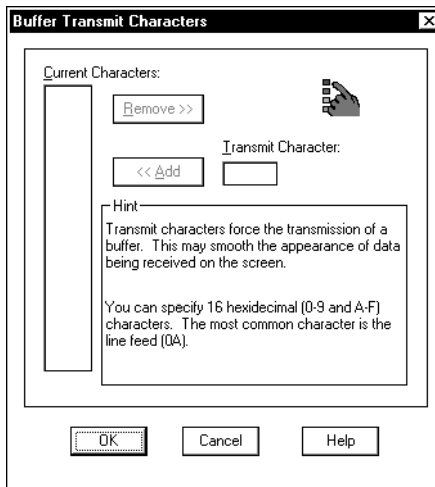 Buffer Transmit Characters
Current Characters:
Remove >>
Transmit Character:
<< Add
Hint
Transmit characters force the transmission of a
buffer. This may smooth the appearance of data
being received on the screen.
You can specify 16 hexidecimal (0-9 and A-F)
characters. The most common character is the
line feed (0A).
OK
Cancel
Help